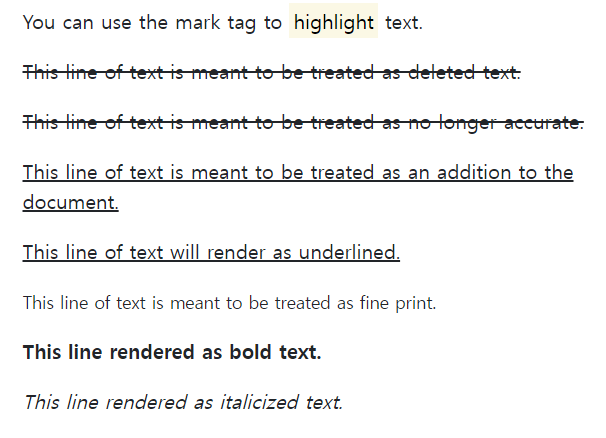 You can use the mark tag to highlight text.
This line of text is meant to be treated as deleted text.
This line of text is meant to be treated as no longer accurate.
This line of text is meant to be treated as an addition to the
document.
This line of text will render as underlined.
This line of text is meant to be treated as fine print.
This line rendered as bold text.
This line rendered as italicized text.